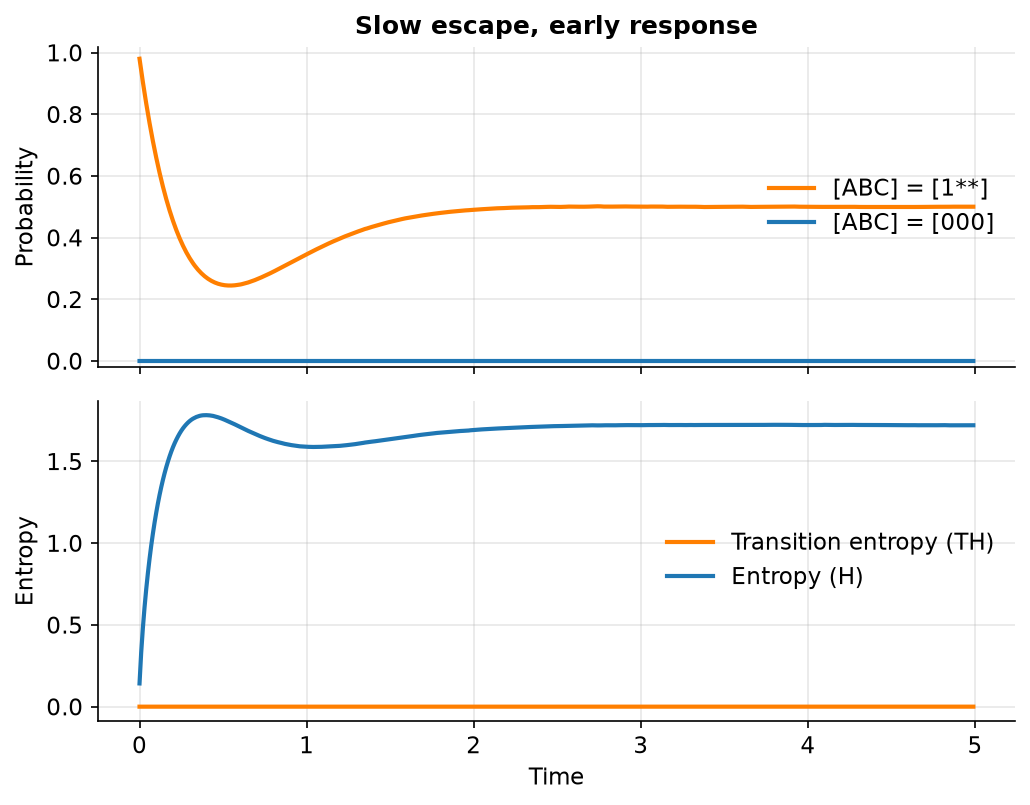 Slow escape, early response
1.0
0.8
0.6
0.4
0.2
0.0
Probability
[ABC] = [1**]
[ABC] = [000]
1.5
1.0
0.5
0.0
Entropy
Transition entropy (TH)
Entropy (H)
0 1 2 3 4 5
Time